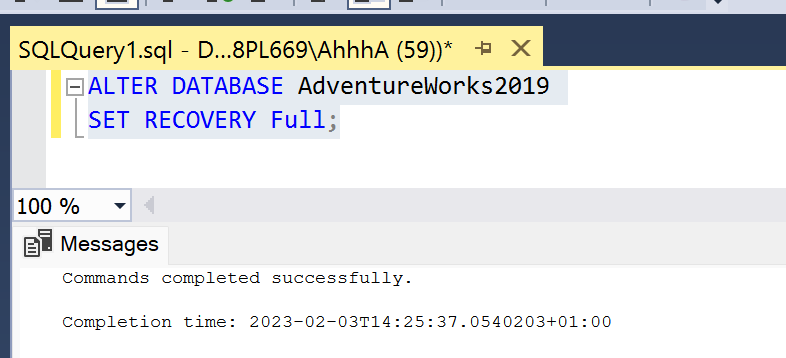 SQLQuery1.sql - D...8PL669\AhhhA (59))*
ALTER DATABASE AdventureWorks2019
SET RECOVERY Full;
100 %
Messages
Commands completed successfully.
Completion time: 2023-02-03T14:25:37.0540203+01:00